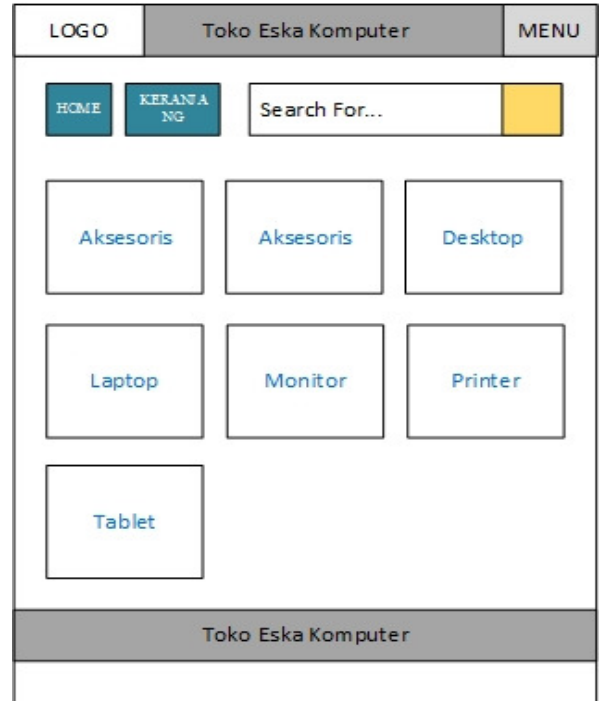 LOGO
Toko Eska Komputer
MENU
HOME
KERANJA
NG
Search For...
Aksesoris
Aksesoris
Desktop
Laptop
Monitor
Printer
Tablet
Toko Eska Komputer